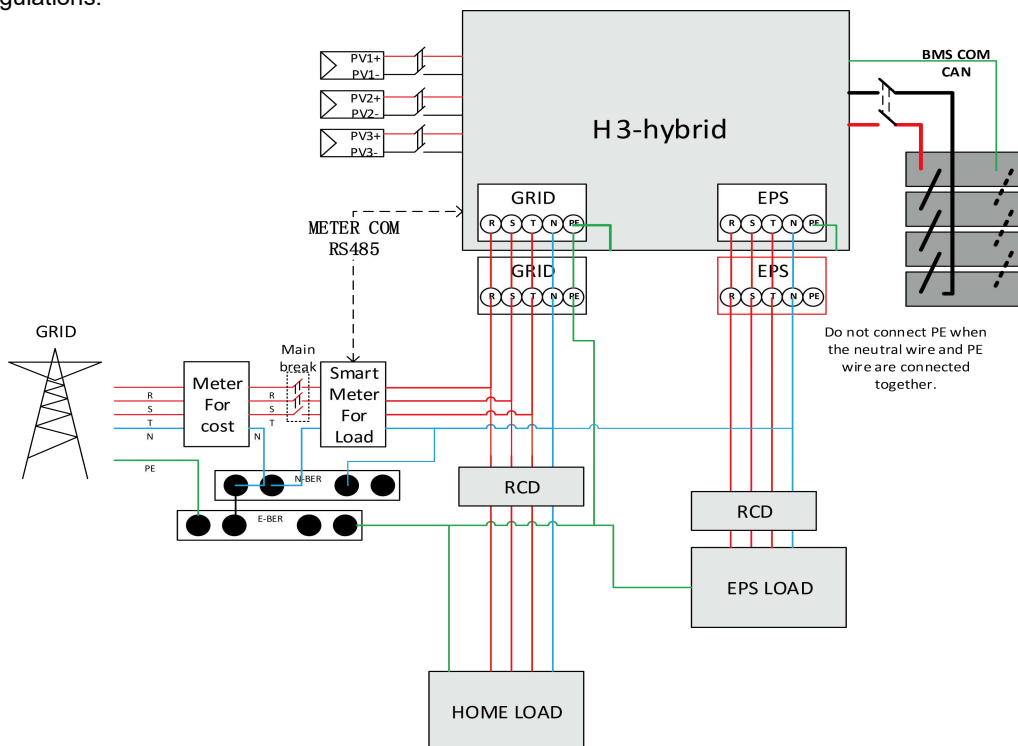 gulations.
PV1+
PV1-
PV2+
PV2-
PV3+
PV3-
H3-hybrid
BMS COM
CAN
GRID
R S T N PE
EPS
R S T N PE
METER COM
RS485
GRID
R S T N PE
EPS
R S T N PE
Do not connect PE when
the neutral wire and PE
wire are connected
together.
GRID
Main
break
Meter
For
cost
Smart
Meter
For
Load
R
S
T
N
R
S
T
N
PE
N-BER
E-BER
RCD
RCD
EPS LOAD
HOME LOAD